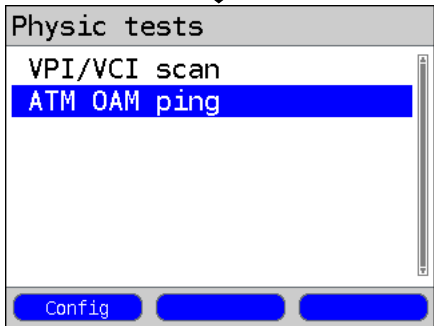 Physic tests
VPI/VCI scan
ATM OAM ping
Config